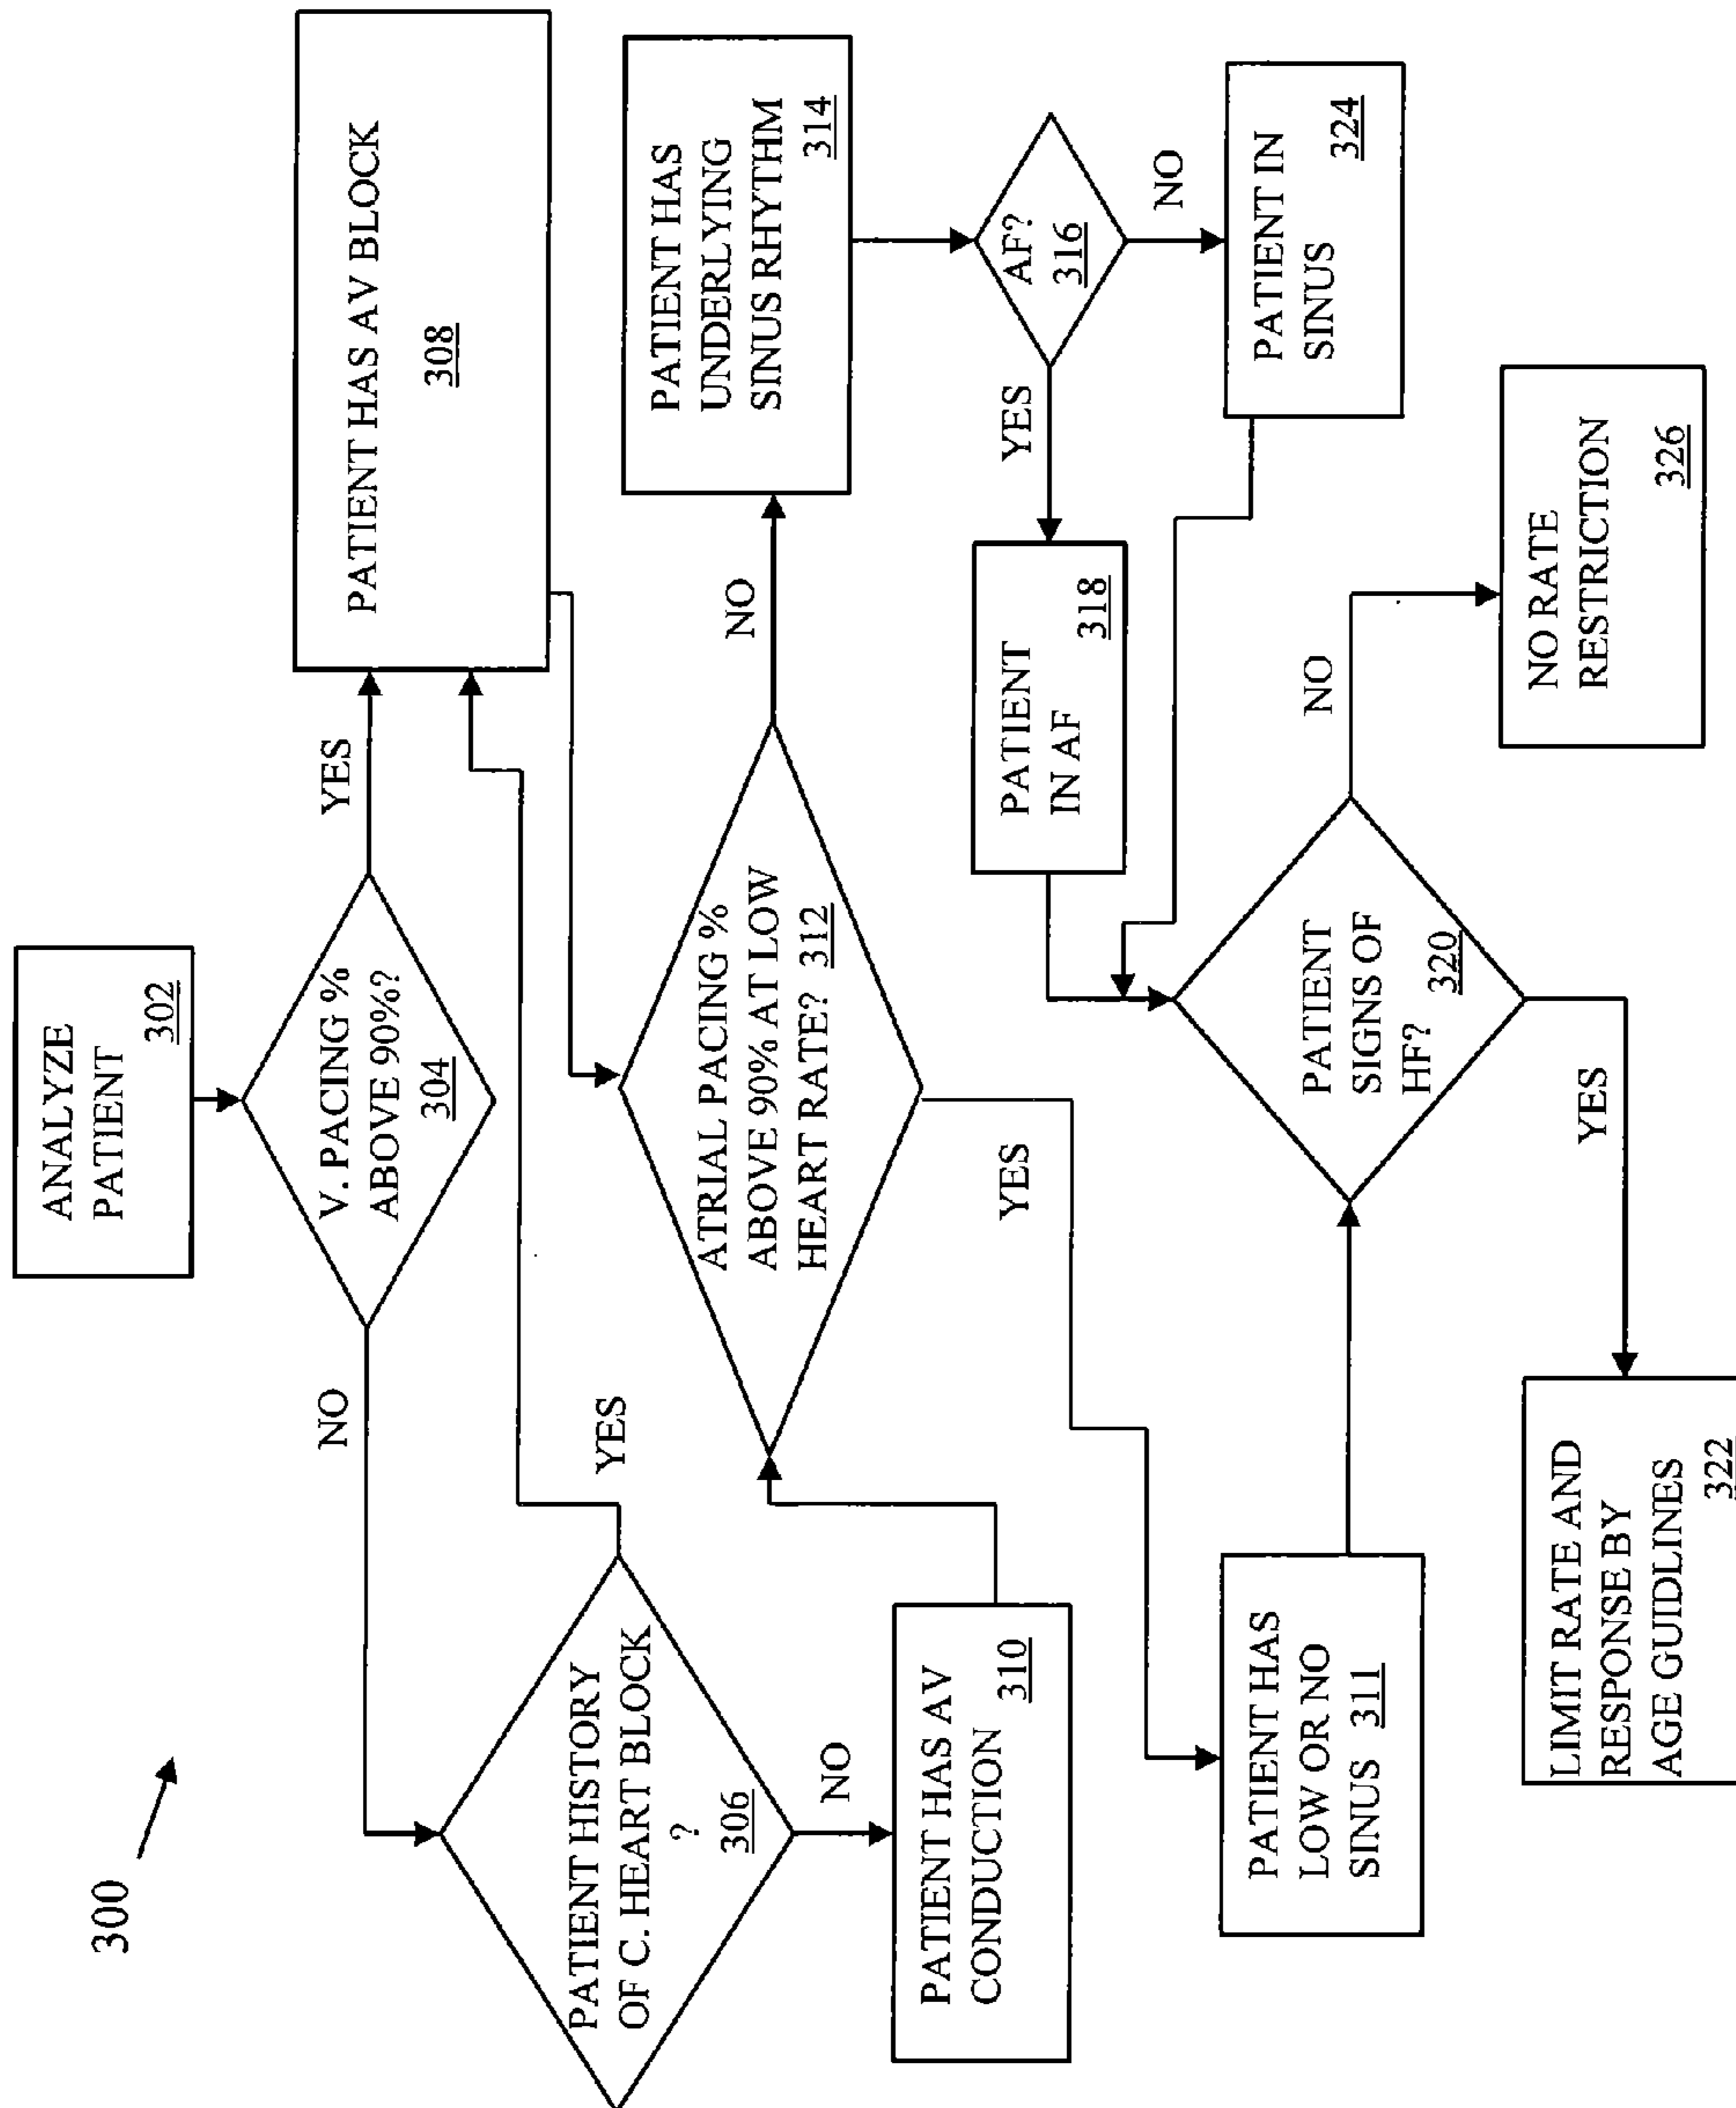 300
ANALYZE
PATIENT
302
V. PACING %
ABOVE 90%?
304
NO
YES
PATIENT HISTORY
OF C. HEART BLOCK
?
306
YES
NO
PATIENT HAS AV BLOCK
308
PATIENT HAS AV
CONDUCTION
310
ATRIAL PACING %
ABOVE 90% AT LOW
HEART RATE? 312
NO
YES
PATIENT HAS
UNDERLYING
SINUS RHYTHM
314
AF?
316
YES
NO
PATIENT
IN AF
318
PATIENT IN
SINUS
324
PATIENT HAS
LOW OR NO
SINUS 311
PATIENT
SIGNS OF
HF?
320
NO
YES
NO RATE
RESTRICTION
326
LIMIT RATE AND
RESPONSE BY
AGE GUIDLINES
322